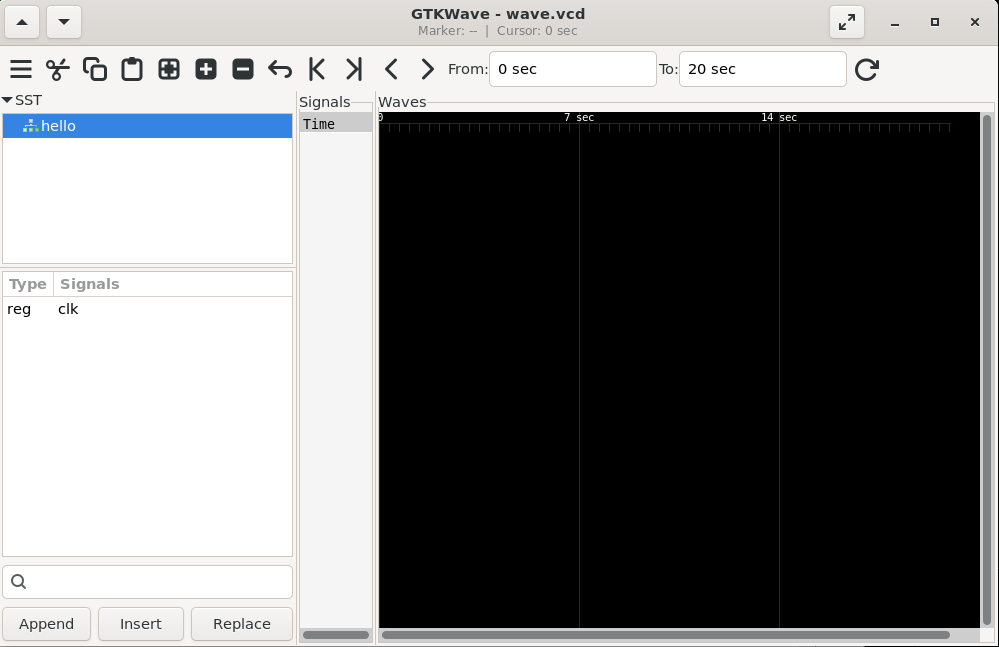 GTKWave - wave.vcd
Marker: -- | Cursor: 0 sec
From: 0 sec To: 20 sec
SST
hello
Type Signals
reg clk
Append Insert Replace
Signals
Time
Waves
0 7 sec 14 sec